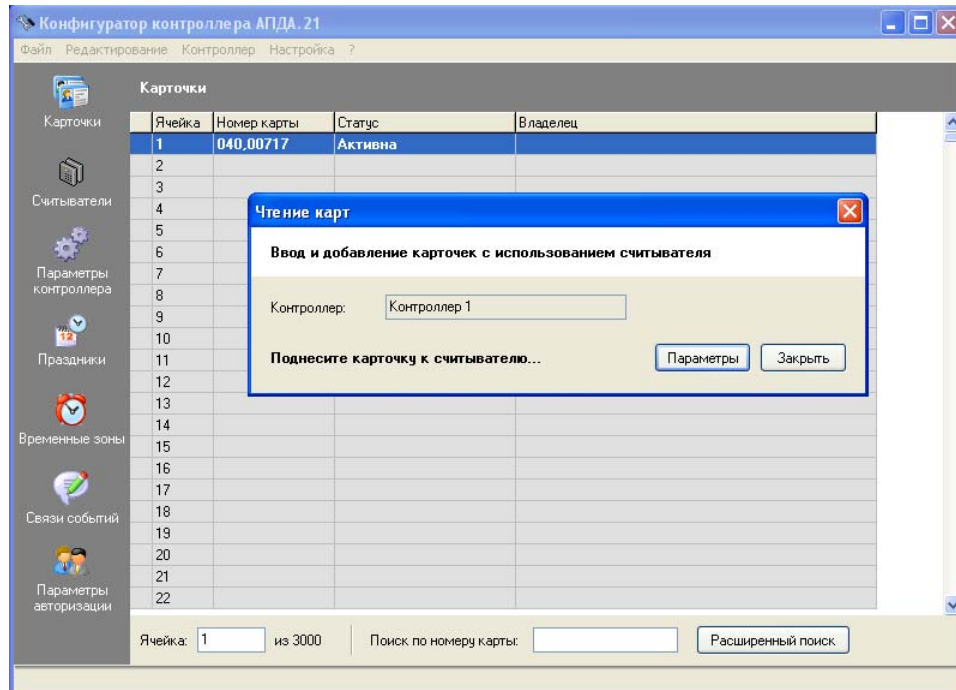 Конфигуратор контроллера АПДА.21
Файл Редактирование Контроллер Настройка ?
Карточки
Карточки
Считыватели
Параметры
контроллера
12
Праздники
Временные зоны
Связи событий
Параметры
авторизации
Ячейка Номер карты Статус Владелец
1 040,00717 Активна
2
3
4
5
6
7
8
9
10
11
12
13
14
15
16
17
18
19
20
21
22
Чтение карт
Ввод и добавление карточек с использованием считывателя
Контроллер: Контроллер 1
Поднесите карточку к считывателю... Параметры Закрыть
Ячейка: 1 из 3000 Поиск по номеру карты: Расширенный поиск